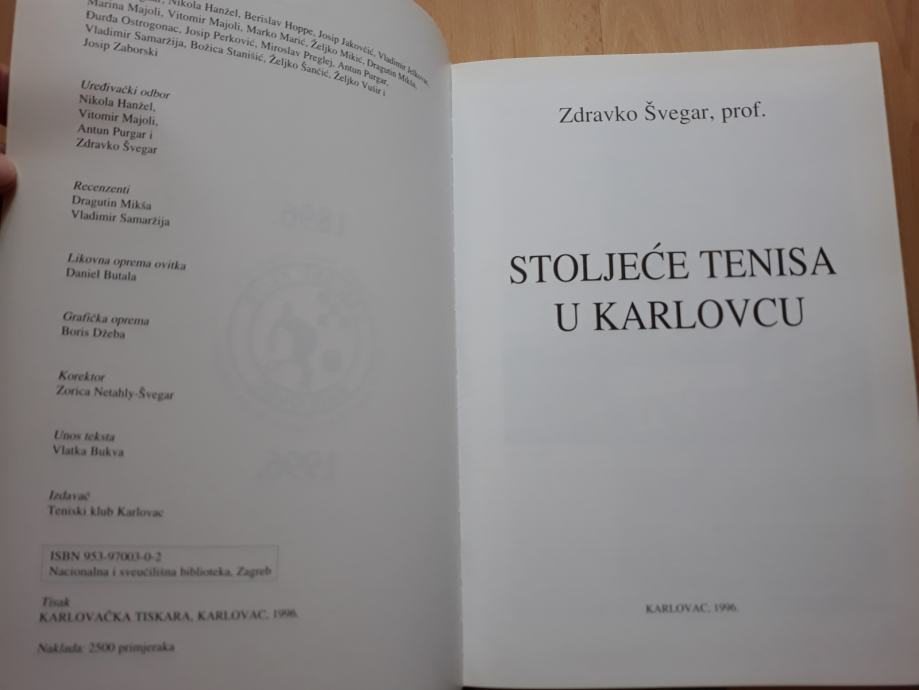 Nikola Hanžel, Berislav Hoppe, Josip Jakovčić, Vladimir
Marina Majoli, Vitomir Majoli, Marko Marić, Željko Mikić, Dragutin Mikša,
Đurđa Ostrogonac, Josip Perković, Miroslav Preglej, Antun Purgar,
Vladimir Samaržija, Božica Stanišić, Željko Šančić, Željko Vušir i
Josip Zaborski
Uređivački odbor
Nikola Hanžel,
Vitomir Majoli,
Antun Purgar i
Zdravko Švegar
Recenzenti
Dragutin Mikša
Vladimir Samaržija
Likovna oprema ovitka
Daniel Butala
Grafička oprema
Boris Džeba
Korektor
Zorica Netahly-Švegar
Unos teksta
Vlatka Bukva
Izdavač
Teniski klub Karlovac
ISBN 953-97003-0-2
Nacionalna i sveučilišna biblioteka, Zagreb
Tisak
KARLOVAČKA TISKARA, KARLOVAC, 1996.
Naklada: 2500 primjeraka
1896.
1996.
Zdravko Švegar, prof.
STOLJEĆE TENISA
U KARLOVCU
KARLOVAC, 1996.